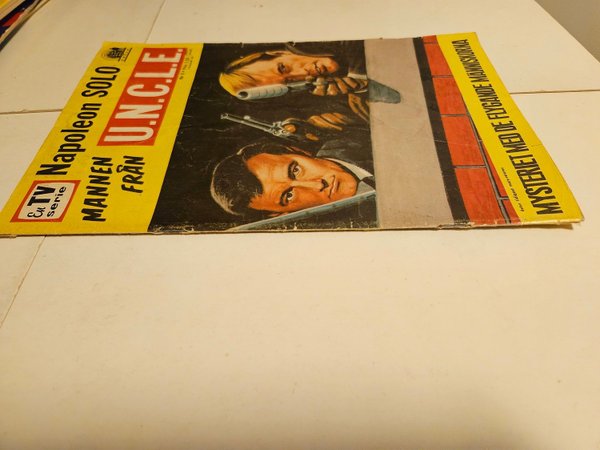 En
TV
serie
Napoleon SOLO
MANNEN
FRÅN
U.N.C.L.E.
MYSTERIET MED DE FLYGANDE MÄNNISKORNA